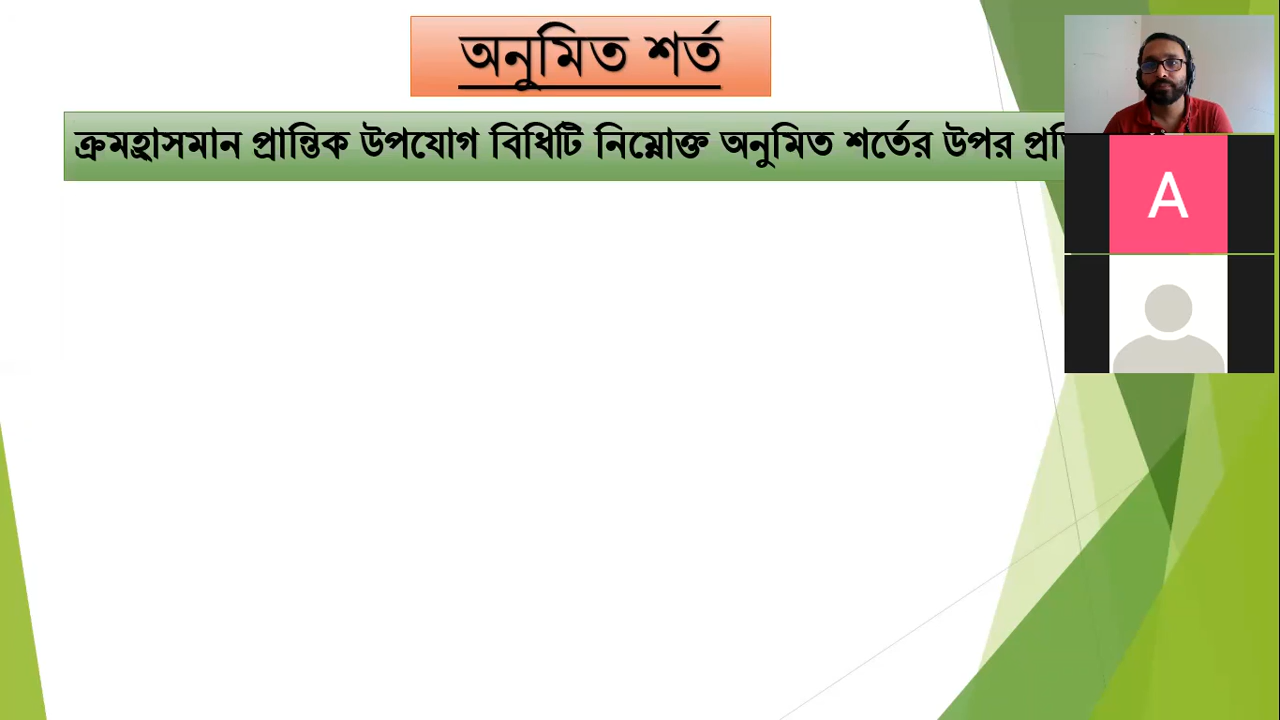 অনুমিত শর্ত
ক্রমহ্রাসমান প্রান্তিক উপযোগ বিধিটি নিম্নোক্ত অনুমিত শর্তের উপর
A